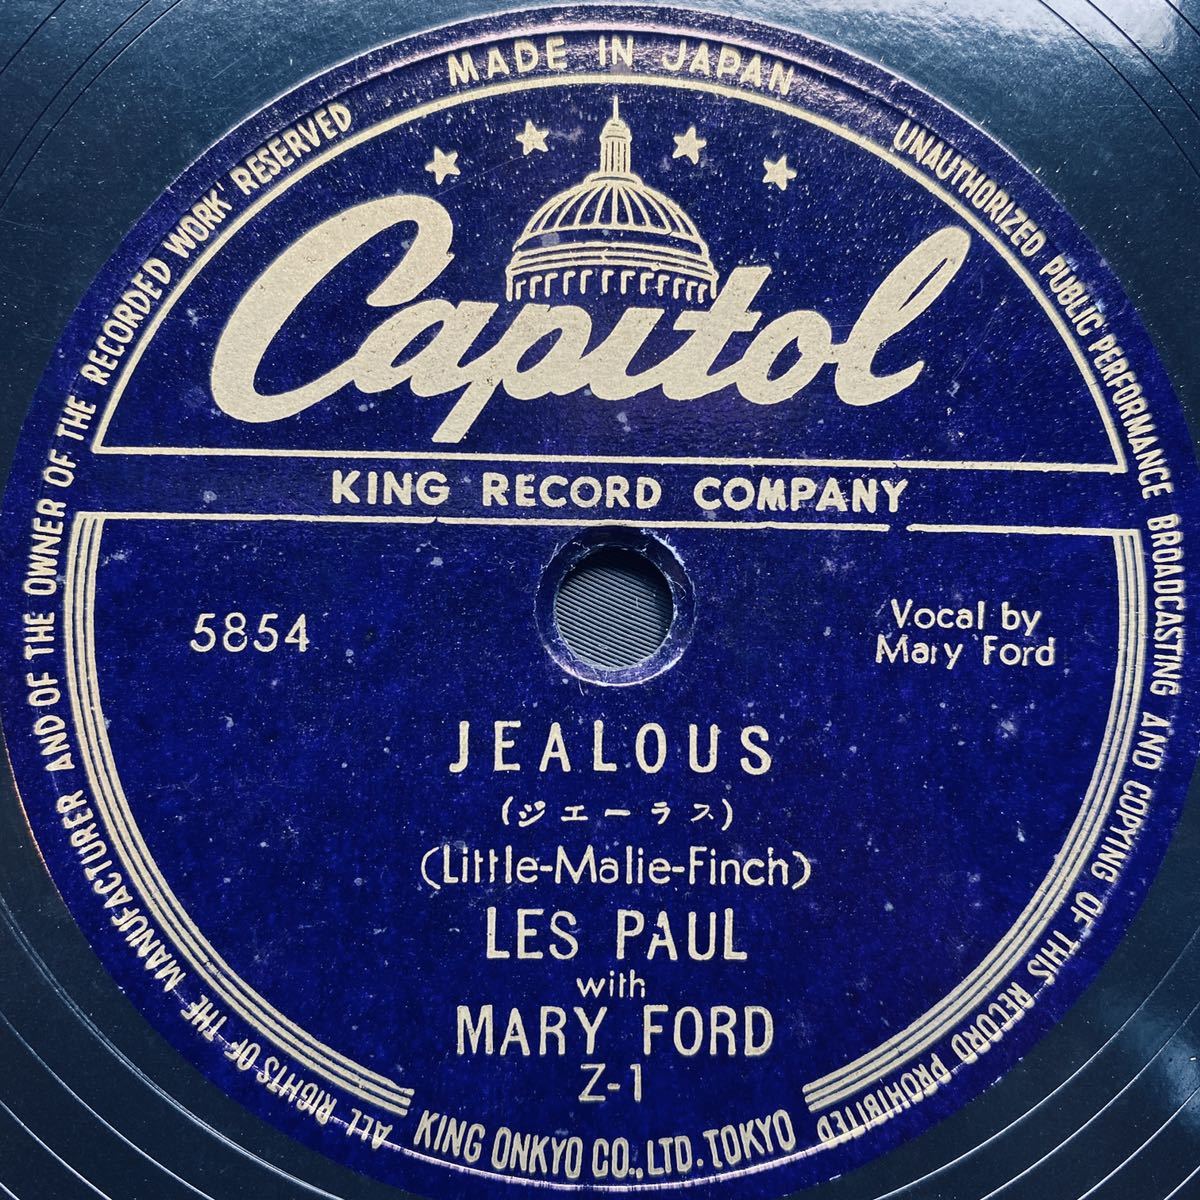 MADE IN JAPAN
ALL RIGHTS OF THE MANUFACTURER AND OF THE OWNER OF THE RECORDED WORK RESERVED
UNAUTHORIZED PUBLIC PERFORMANCE BROADCASTING AND COPYING OF THIS RECORD PROHIBITED
Capitol
KING RECORD COMPANY
5854
Vocal by
Mary Ford
JEALOUS
(ジエーラス)
(Little-Malie-Finch)
LES PAUL
with
MARY FORD
Z-1
KING ONKYO CO., LTD. TOKYO